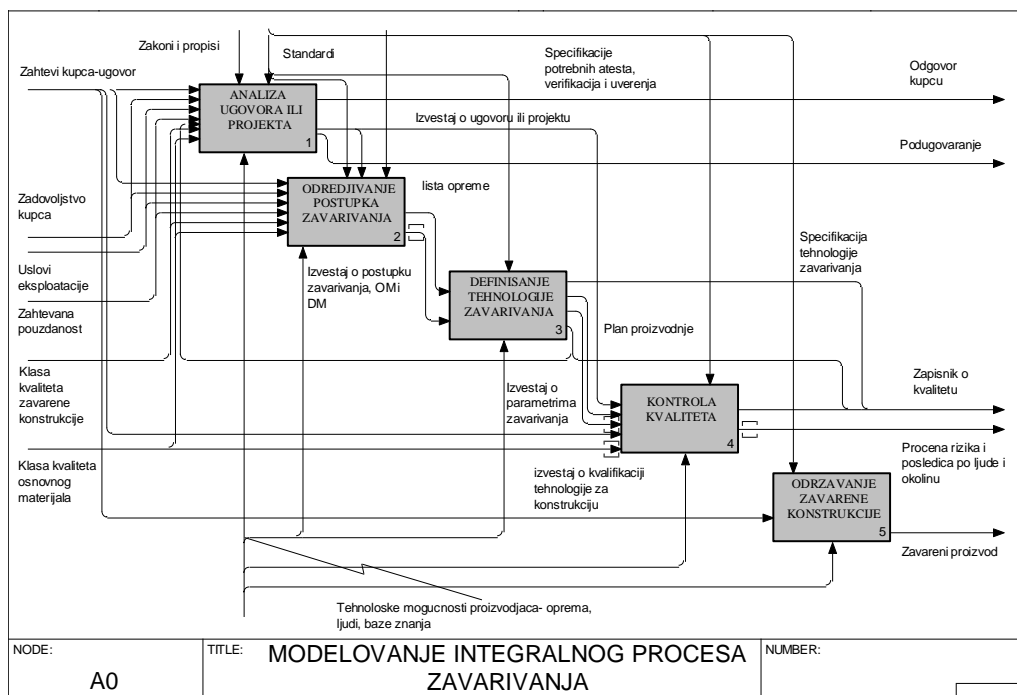 Zakoni i propisi
Standardi
Specifikacije
potrebnih atesta,
verifikacija i uverenja
Zahtevi kupca-ugovor
Odgovor
kupcu
ANALIZA
UGOVORA ILI
PROJEKTA
1
Izvestaj o ugovoru ili projektu
Podugovaranje
ODREDJIVANJE
POSTUPKA
ZAVARIVANJA
2
lista opreme
Zadovoljstvo
kupca
Specifikacija
tehnologije
zavarivanja
Uslovi
eksploatacije
Izvestaj o postupku
zavarivanja, OMi
DM
DEFINISANJE
TEHNOLOGIJE
ZAVARIVANJA
3
Zahtevana
pouzdanost
Plan proizvodnje
Klasa
kvaliteta
zavarene
konstrukcije
Izvestaj o
parametrima
zavarivanja
KONTROLA
KVALITETA
4
Zapisnik o
kvalitetu
Klasa kvaliteta
osnovnog
materijala
izvestaj o kvalifikaciji
tehnologije za
konstrukciju
Procena rizika i
posledica po ljude i
okolinu
ODRZAVANJE
ZAVARENE
KONSTRUKCIJE
5
Zavareni proizvod
Tehnoloske mogucnosti proizvodjaca- oprema,
ljudi, baze znanja
NODE:
A0
TITLE:
MODELOVANJE INTEGRALNOG PROCESA
ZAVARIVANJA
NUMBER: